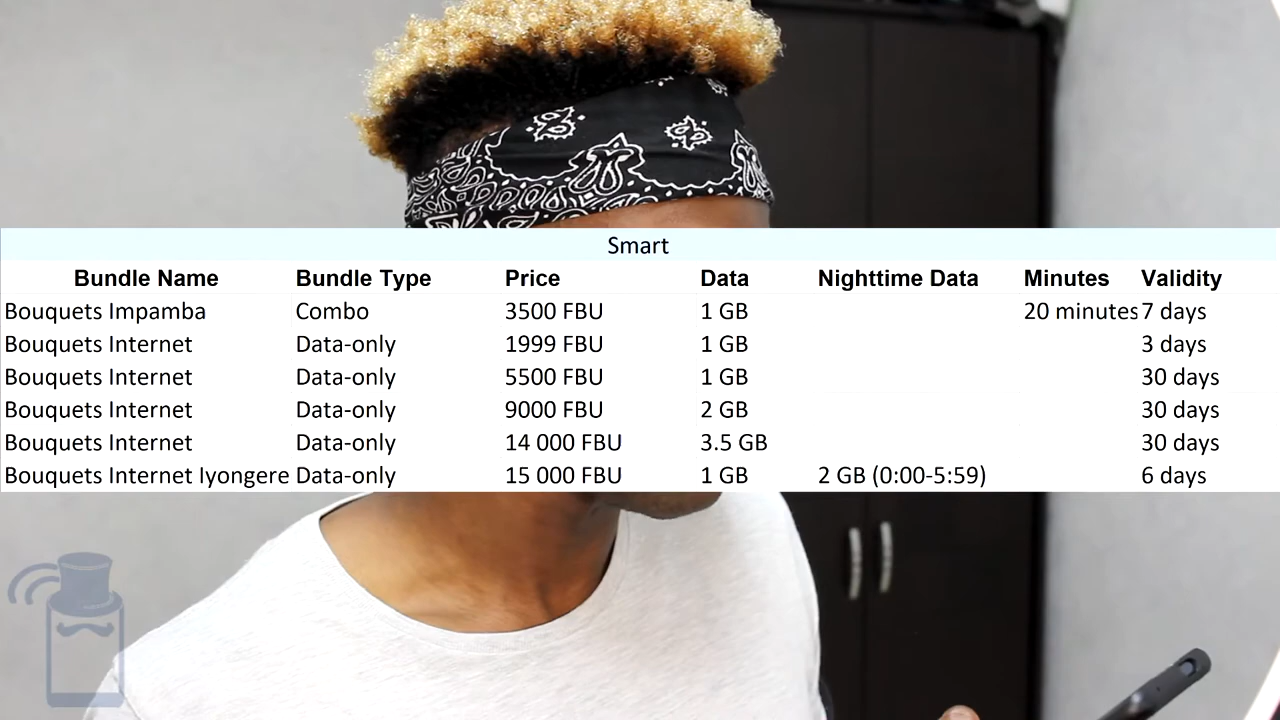 Smart
Bundle Name Bundle Type Price Data Nighttime Data Minutes Validity
Bouquets Impamba Combo 3500 FBU 1 GB 20 minutes 7 days
Bouquets Internet Data-only 1999 FBU 1 GB 3 days
Bouquets Internet Data-only 5500 FBU 1 GB 30 days
Bouquets Internet Data-only 9000 FBU 2 GB 30 days
Bouquets Internet Data-only 14 000 FBU 3.5 GB 30 days
Bouquets Internet Iyongere Data-only 15 000 FBU 1 GB 2 GB (0:00-5:59) 6 days